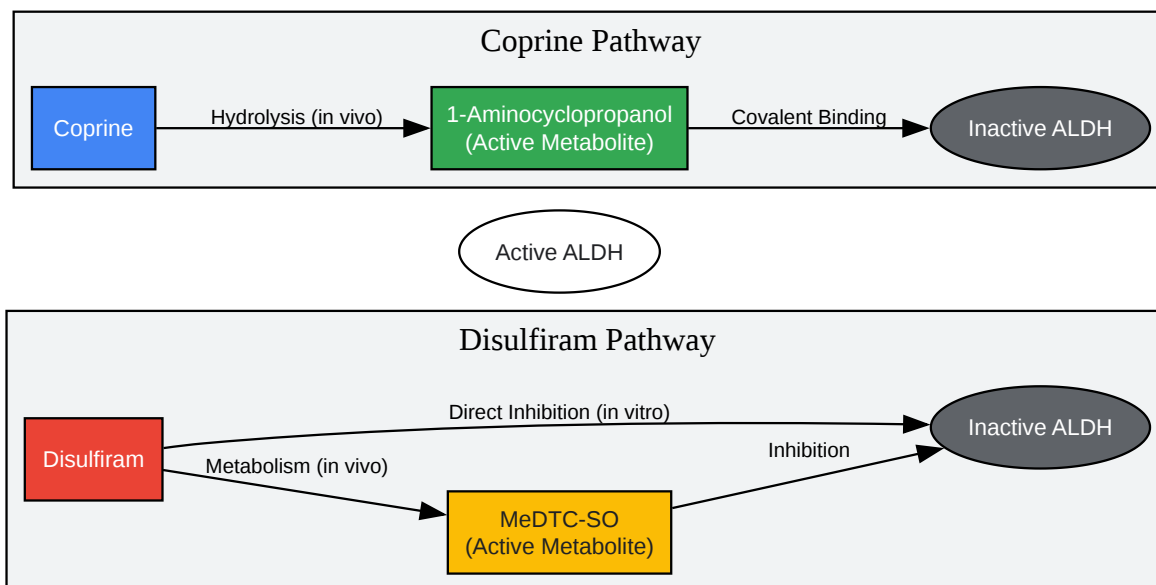 Coprine Pathway
Coprine
Hydrolysis (in vivo)
1-Aminocyclopropanol
(Active Metabolite)
Covalent Binding
Inactive ALDH
Active ALDH
Disulfiram Pathway
Disulfiram
Direct Inhibition (in vitro)
Metabolism (in vivo)
MeDTC-SO
(Active Metabolite)
Inhibition
Inactive ALDH